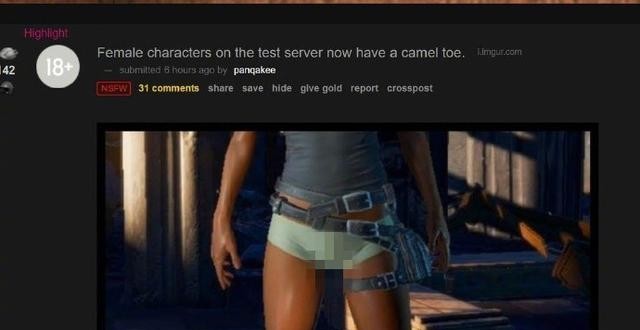 Highlight
Female characters on the test server now have a camel toe. i.imgur.com
142
18+
— submitted 6 hours ago by panqakee
NSFW 31 comments share save hide give gold report crosspost